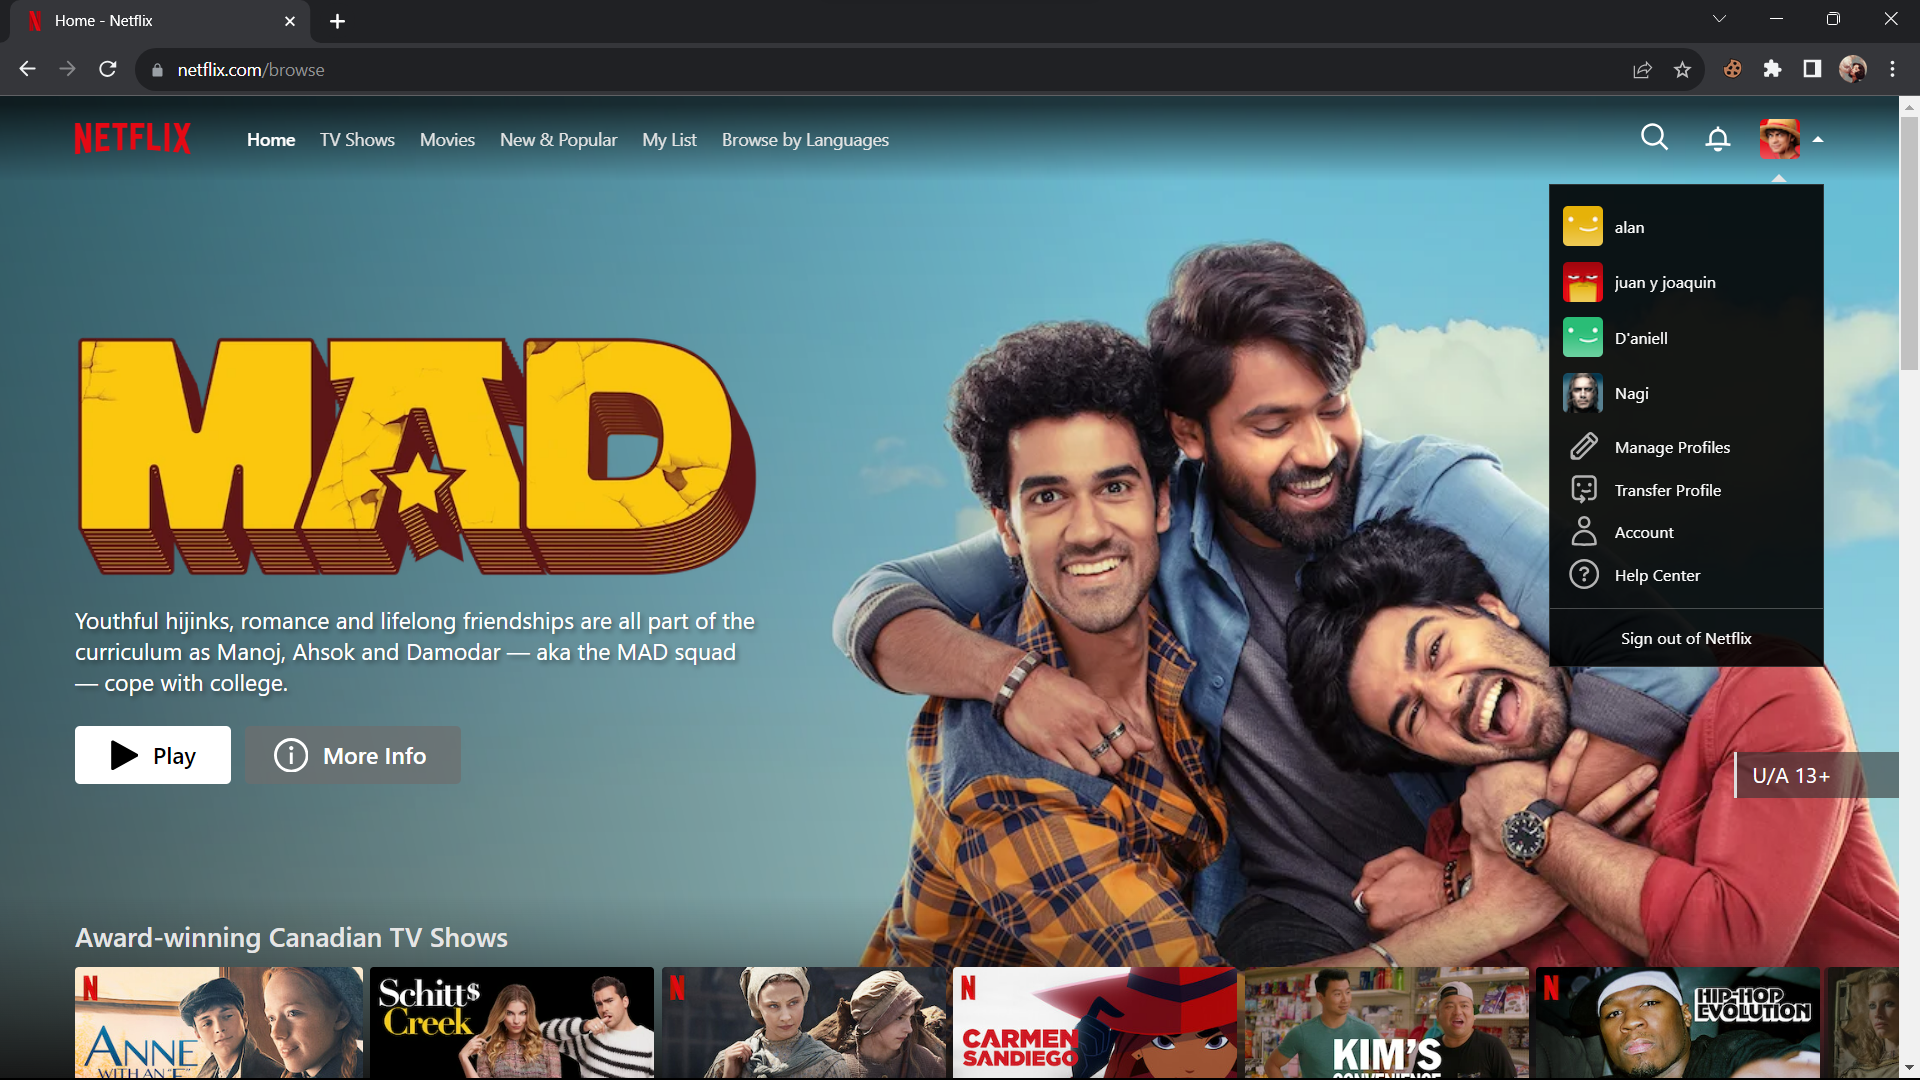 Home - Netflix
netflix.com/browse
NETFLIX
Home
TV Shows
Movies
New & Popular
My List
Browse by Languages
alan
juan y joaquin
D'aniell
Nagi
Manage Profiles
Transfer Profile
Account
Help Center
Sign out of Netflix
MAD
Youthful hijinks, romance and lifelong friendships are all part of the
curriculum as Manoj, Ahsok and Damodar — aka the MAD squad
— cope with college.
Play
More Info
U/A 13+
Award-winning Canadian TV Shows
N
ANNE
WITH AN "E"
Schitt$
Creek
N
N
CARMEN
SANDIEGO
KIM'S
CONVENIENCE
N
HIP-HOP
EVOLUTION